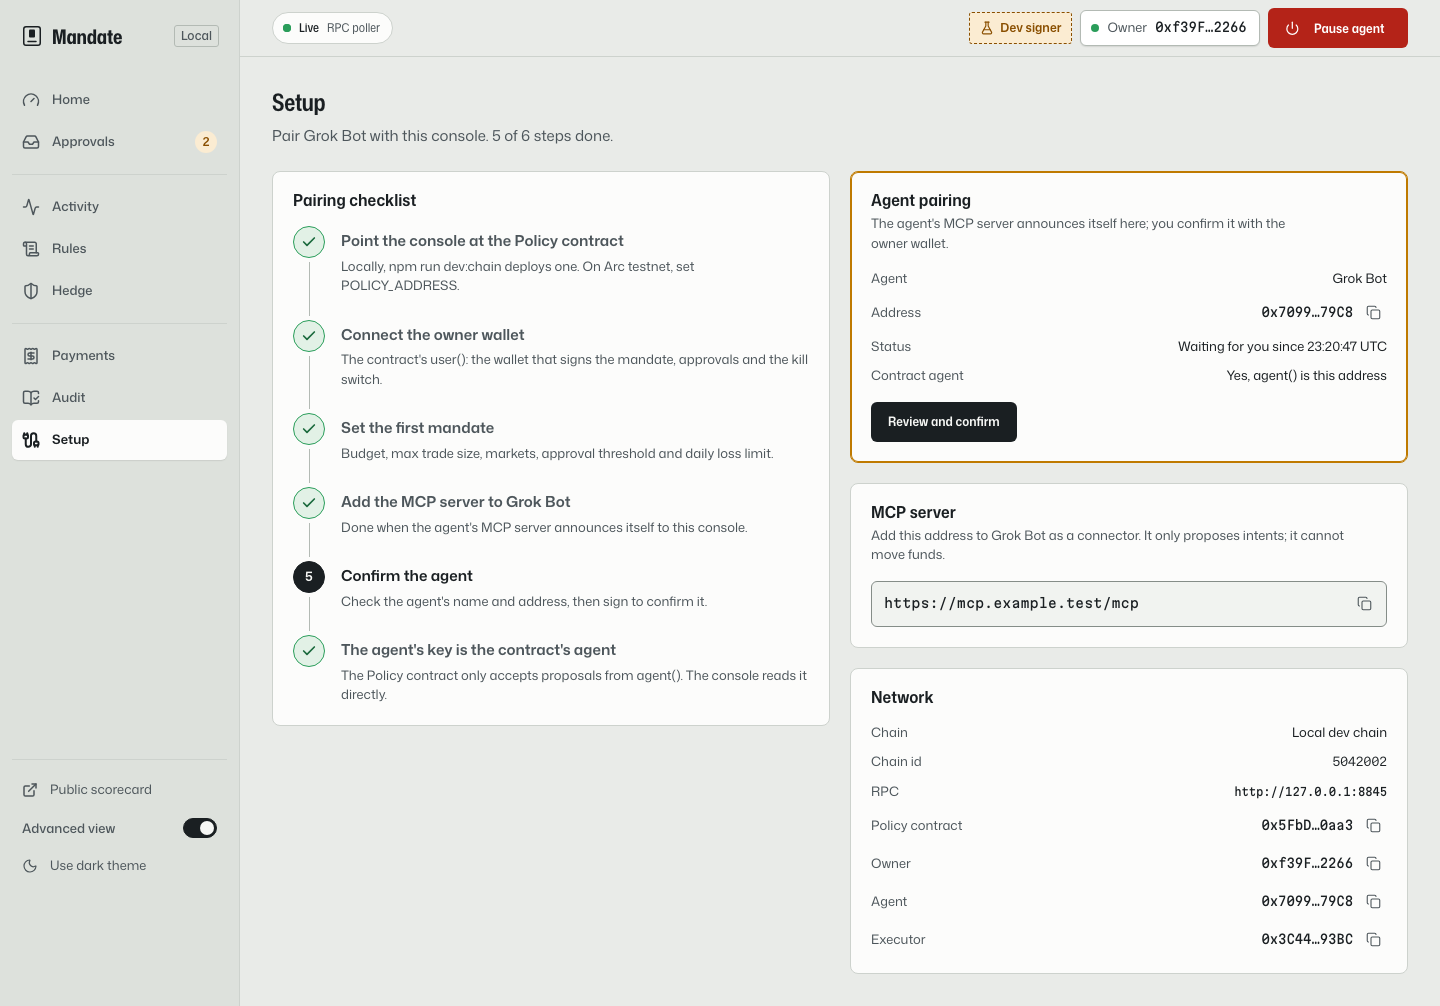 Mandate
Local
Home
Approvals
2
Activity
Rules
Hedge
Payments
Audit
Setup
Public scorecard
Advanced view
Use dark theme
Live RPC poller
Dev signer
Owner 0xf39F…2266
Pause agent
Setup
Pair Grok Bot with this console. 5 of 6 steps done.
Pairing checklist
Point the console at the Policy contract
Locally, npm run dev:chain deploys one. On Arc testnet, set
POLICY_ADDRESS.
Connect the owner wallet
The contract's user(): the wallet that signs the mandate, approvals and the kill
switch.
Set the first mandate
Budget, max trade size, markets, approval threshold and daily loss limit.
Add the MCP server to Grok Bot
Done when the agent's MCP server announces itself to this console.
5
Confirm the agent
Check the agent's name and address, then sign to confirm it.
The agent's key is the contract's agent
The Policy contract only accepts proposals from agent(). The console reads it
directly.
Agent pairing
The agent's MCP server announces itself here; you confirm it with the
owner wallet.
Agent Grok Bot
Address 0x7099…79C8
Status Waiting for you since 23:20:47 UTC
Contract agent Yes, agent() is this address
Review and confirm
MCP server
Add this address to Grok Bot as a connector. It only proposes intents; it cannot
move funds.
https://mcp.example.test/mcp
Network
Chain Local dev chain
Chain id 5042002
RPC http://127.0.0.1:8845
Policy contract 0x5FbD…0aa3
Owner 0xf39F…2266
Agent 0x7099…79C8
Executor 0x3C44…93BC